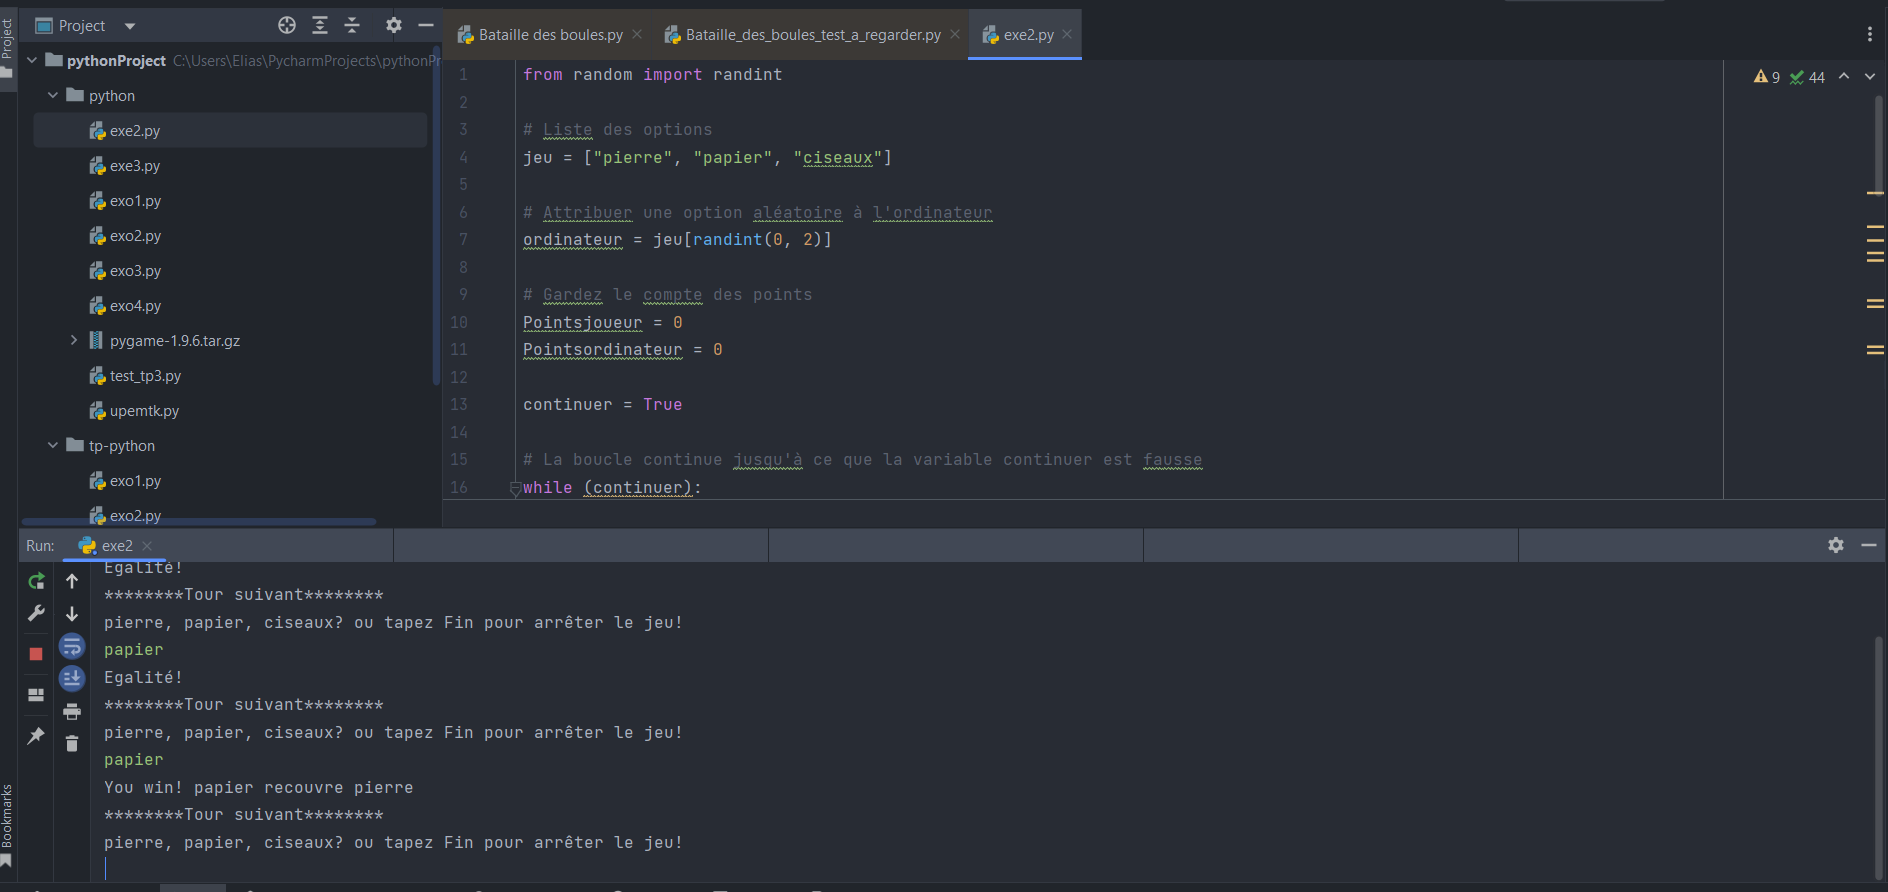 Project
Project
pythonProject C:\Users\Elias\PycharmProjects\pythonPr
python
exe2.py
exe3.py
exo1.py
exo2.py
exo3.py
exo4.py
pygame-1.9.6.tar.gz
test_tp3.py
upemtk.py
tp-python
exo1.py
exo2.py
Bataille des boules.py
Bataille_des_boules_test_a_regarder.py
exe2.py
9 44
1 from random import randint
2
3 # Liste des options
4 jeu = ["pierre", "papier", "ciseaux"]
5
6 # Attribuer une option aléatoire à l'ordinateur
7 ordinateur = jeu[randint(0, 2)]
8
9 # Gardez le compte des points
10 Pointsjoueur = 0
11 Pointsordinateur = 0
12
13 continuer = True
14
15 # La boucle continue jusqu'à ce que la variable continuer est fausse
16 while (continuer):
Run: exe2
Egalité!
********Tour suivant********
pierre, papier, ciseaux? ou tapez Fin pour arrêter le jeu!
papier
Egalité!
********Tour suivant********
pierre, papier, ciseaux? ou tapez Fin pour arrêter le jeu!
papier
You win! papier recouvre pierre
********Tour suivant********
pierre, papier, ciseaux? ou tapez Fin pour arrêter le jeu!
Bookmarks